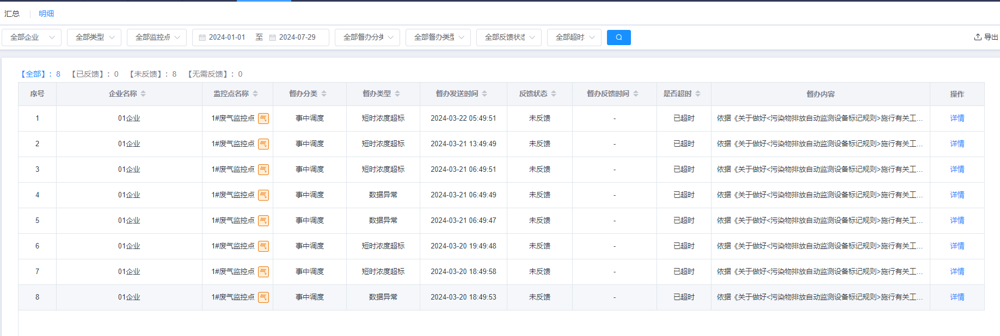 汇总 明细
全部企业 全部类型 全部监控点 2024-01-01 至 2024-07-29 全部督办分类 全部督办类型 全部反馈状态 全部超时 导出
【全部】：8 【已反馈】：0 【未反馈】：8 【无需反馈】：0
序号 企业名称 监控点名称 督办分类 督办类型 督办发送时间 反馈状态 督办反馈时间 是否超时 督办内容 操作
1 01企业 1#废气监控点 气 事中调度 短时浓度超标 2024-03-22 05:49:51 未反馈 - 已超时 依据《关于做好<污染物排放自动监测设备标记规则>施行有关工... 详情
2 01企业 1#废气监控点 气 事中调度 短时浓度超标 2024-03-21 13:49:49 未反馈 - 已超时 依据《关于做好<污染物排放自动监测设备标记规则>施行有关工... 详情
3 01企业 1#废气监控点 气 事中调度 短时浓度超标 2024-03-21 06:49:51 未反馈 - 已超时 依据《关于做好<污染物排放自动监测设备标记规则>施行有关工... 详情
4 01企业 1#废气监控点 气 事中调度 数据异常 2024-03-21 06:49:49 未反馈 - 已超时 依据《关于做好<污染物排放自动监测设备标记规则>施行有关工... 详情
5 01企业 1#废气监控点 气 事中调度 数据异常 2024-03-21 06:49:47 未反馈 - 已超时 依据《关于做好<污染物排放自动监测设备标记规则>施行有关工... 详情
6 01企业 1#废气监控点 气 事中调度 短时浓度超标 2024-03-20 19:49:48 未反馈 - 已超时 依据《关于做好<污染物排放自动监测设备标记规则>施行有关工... 详情
7 01企业 1#废气监控点 气 事中调度 短时浓度超标 2024-03-20 18:49:58 未反馈 - 已超时 依据《关于做好<污染物排放自动监测设备标记规则>施行有关工... 详情
8 01企业 1#废气监控点 气 事中调度 数据异常 2024-03-20 18:49:53 未反馈 - 已超时 依据《关于做好<污染物排放自动监测设备标记规则>施行有关工... 详情